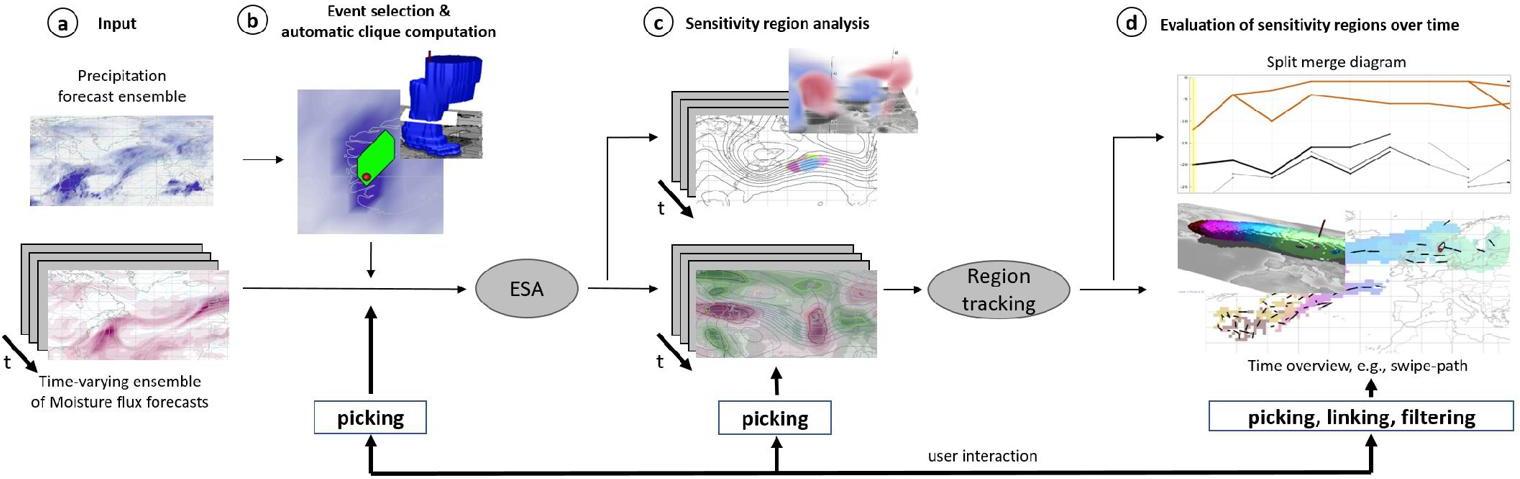 a Input
Precipitation
forecast ensemble
t
Time-varying ensemble
of Moisture flux forecasts
b Event selection &
automatic clique computation
picking
ESA
c Sensitivity region analysis
t
t
picking
Region
tracking
d Evaluation of sensitivity regions over time
Split merge diagram
Time overview, e.g., swipe-path
picking, linking, filtering
user interaction